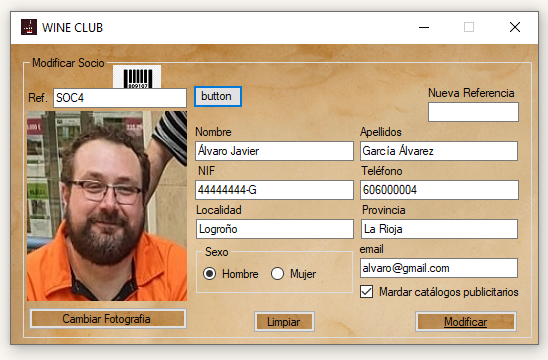 WINE CLUB
Modificar Socio
809107
Ref. SOC4 button
Nueva Referencia
Nombre Apellidos
Álvaro Javier García Álvarez
NIF Teléfono
44444444-G 606000004
Localidad Provincia
Logroño La Rioja
Sexo email
Hombre Mujer alvaro@gmail.com
Mardar catálogos publicitarios
Cambiar Fotografía Limpiar Modificar